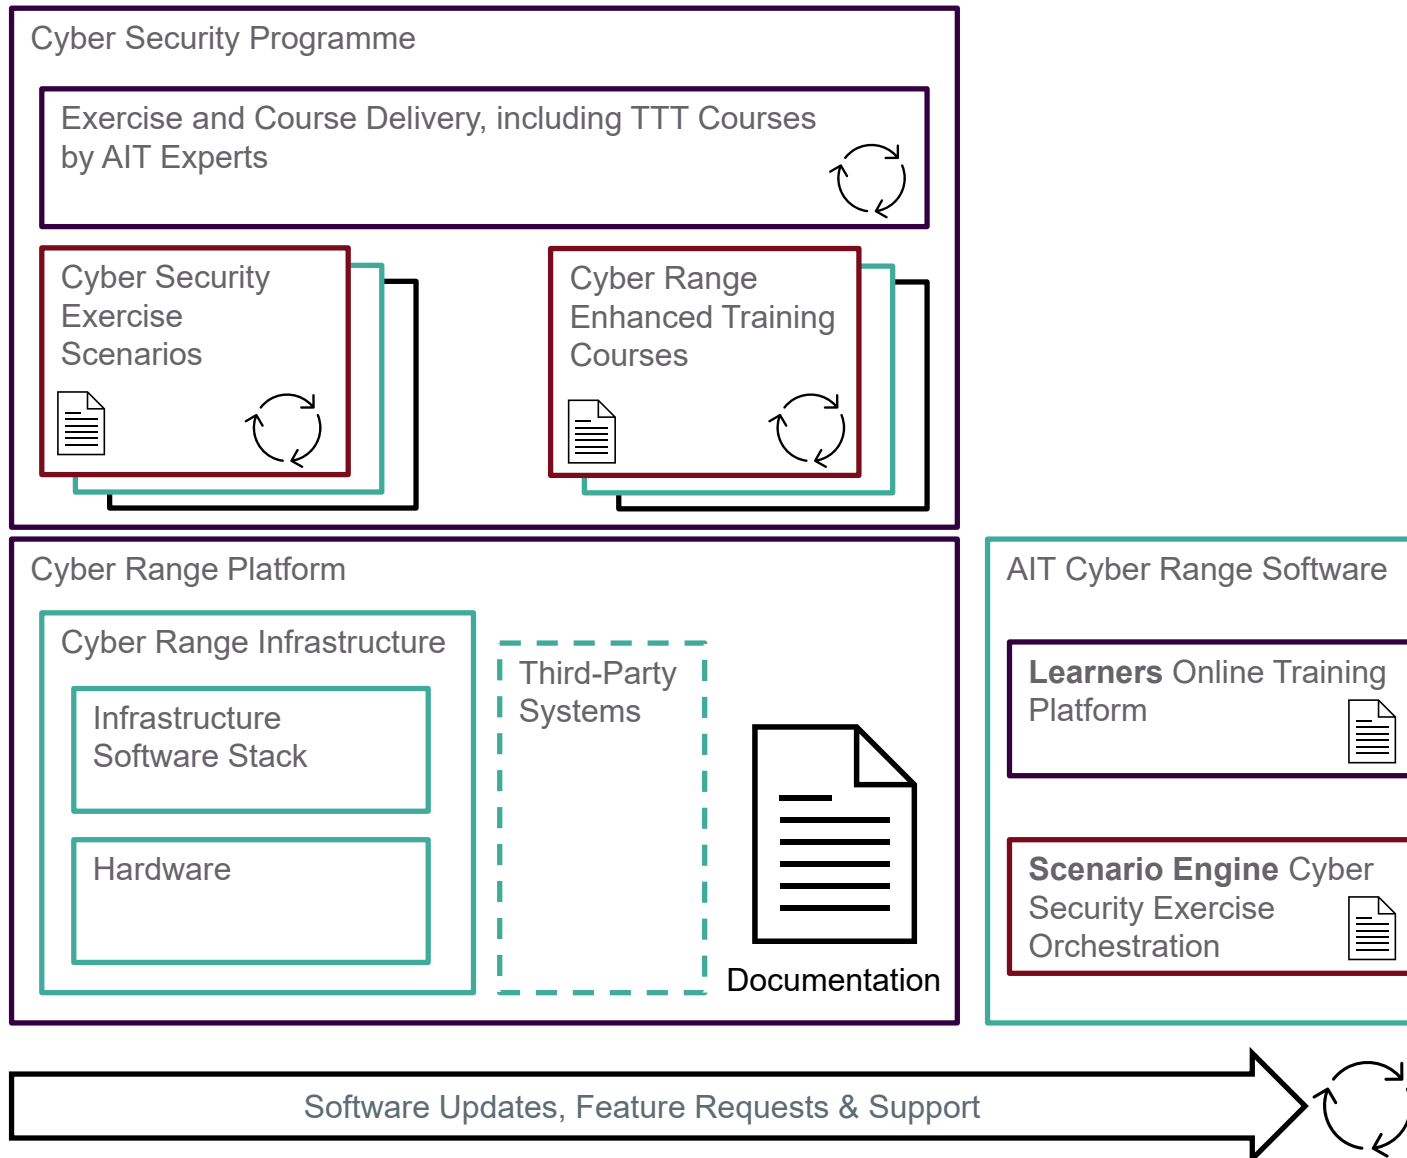 Cyber Security Programme
Exercise and Course Delivery, including TTT Courses
by AIT Experts
Cyber Security
Exercise
Scenarios
Cyber Range
Enhanced Training
Courses
Cyber Range Platform
Cyber Range Infrastructure
Infrastructure
Software Stack
Hardware
Third-Party
Systems
Documentation
AIT Cyber Range Software
Learners Online Training
Platform
Scenario Engine Cyber
Security Exercise
Orchestration
Software Updates, Feature Requests & Support